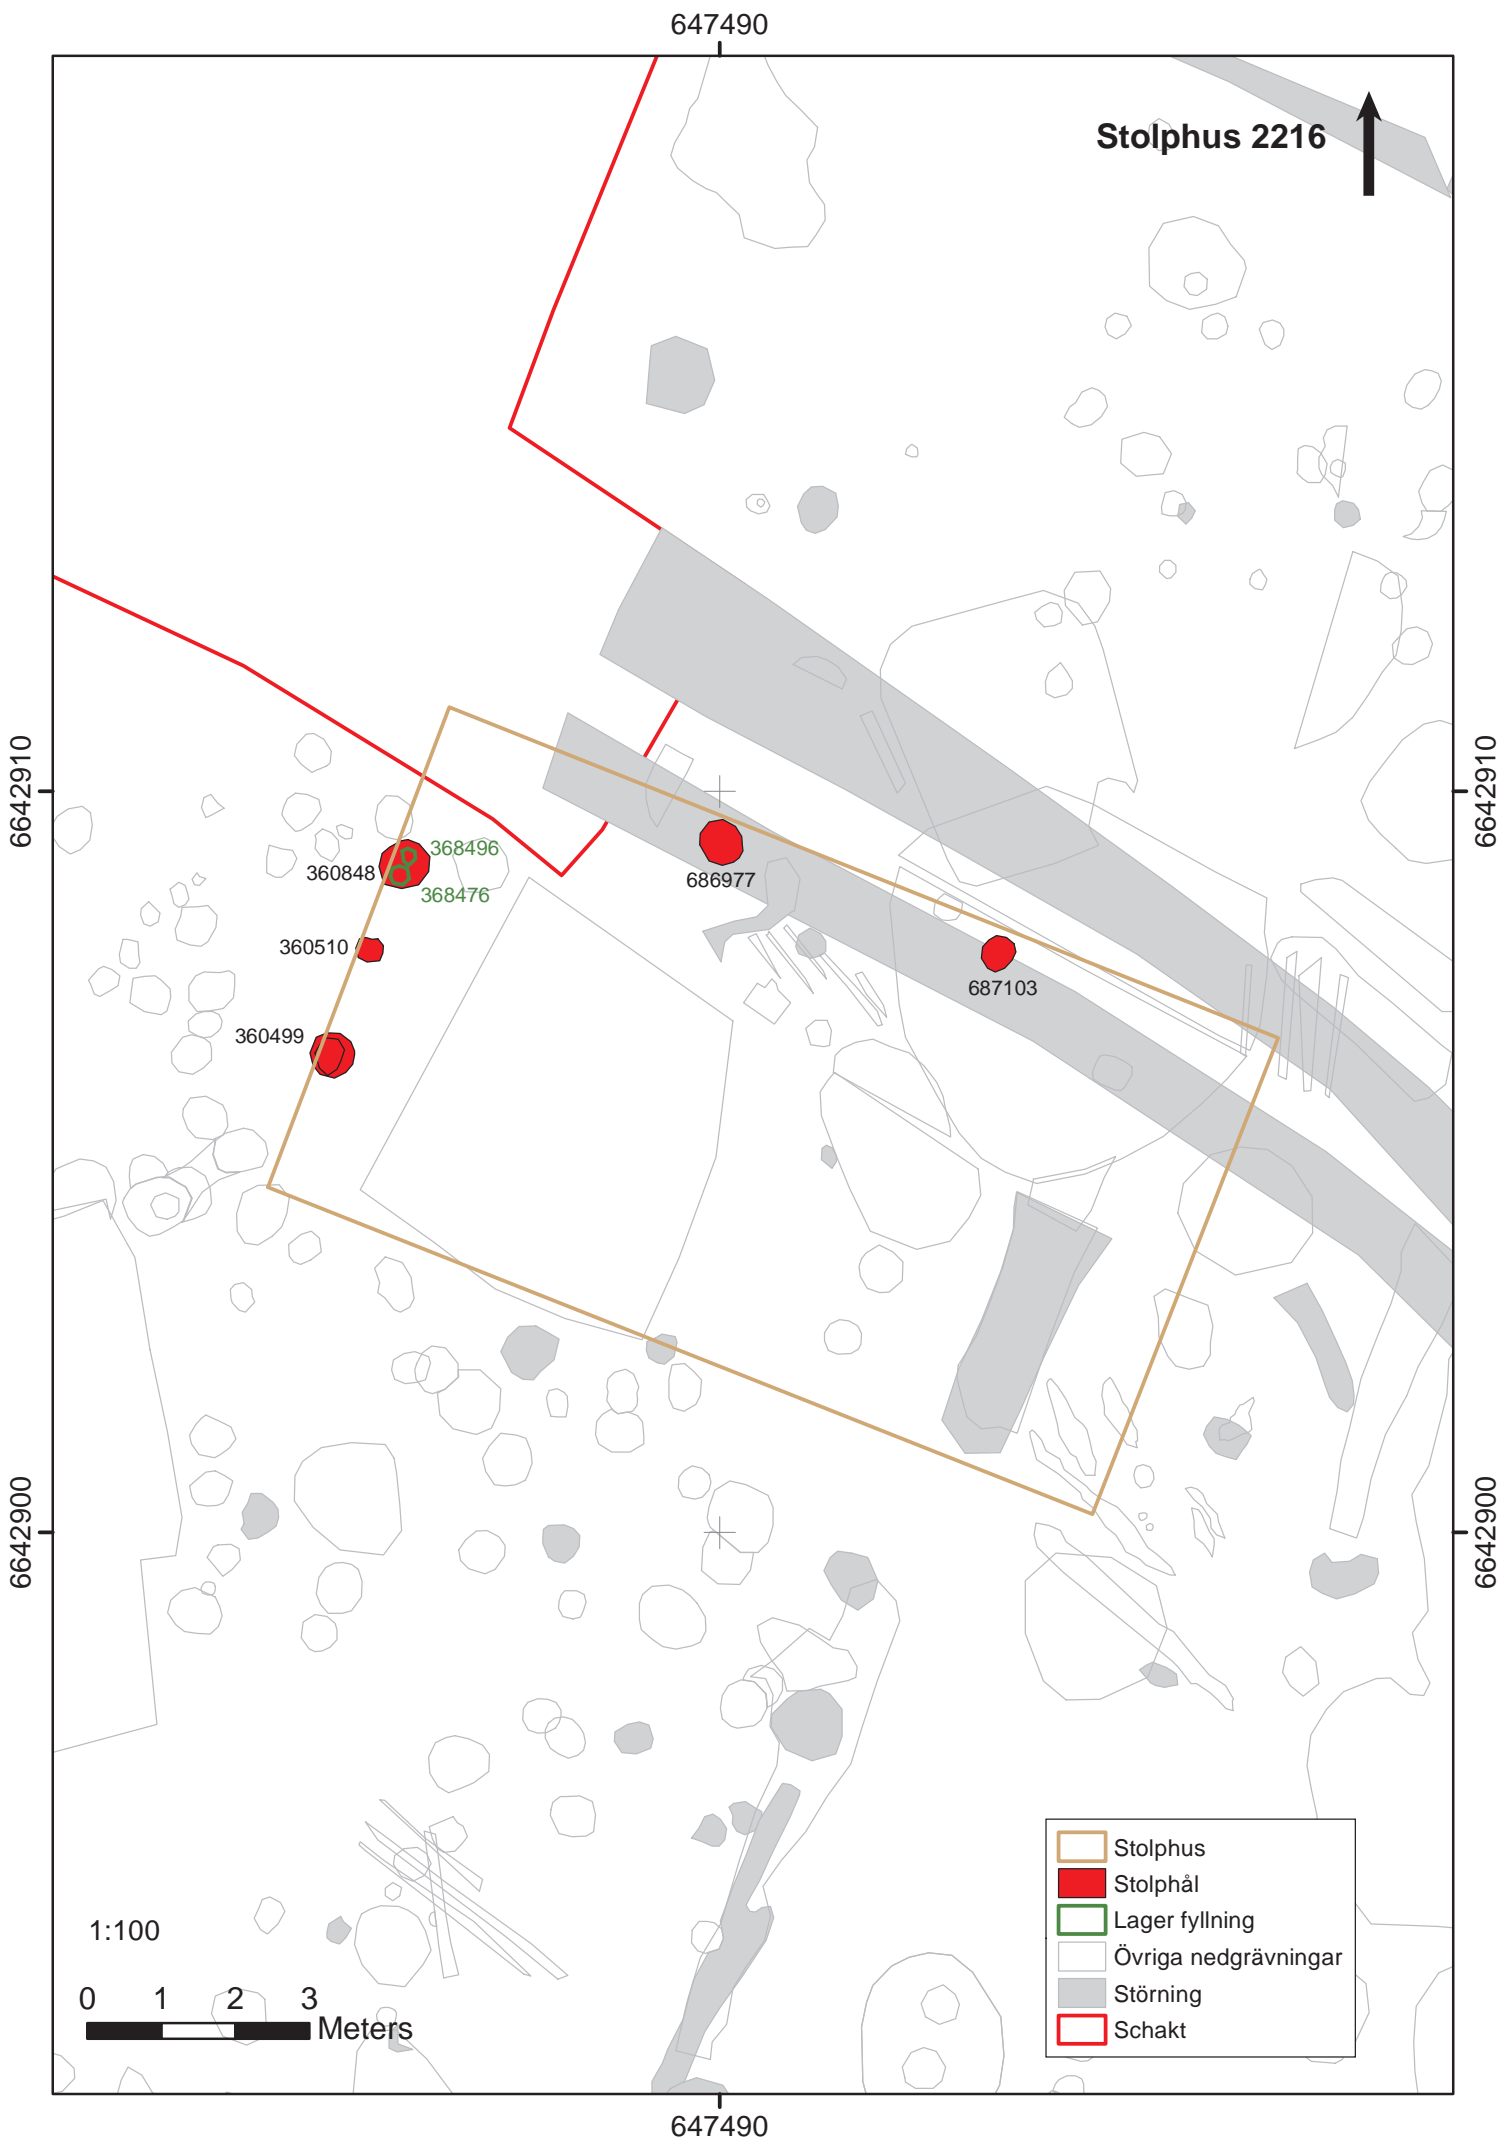 647490
Stolphus 2216
6642910
6642910
368496
360848
368476
686977
360510
687103
360499
6642900
6642900
Stolphus
Stolphål
Lager fyllning
Övriga nedgrävningar
Störning
Schakt
1:100
0 1 2 3
Meters
647490